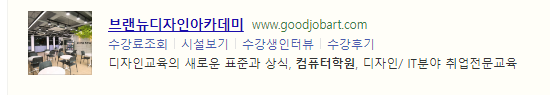 브랜뉴디자인아카데미 www.goodjobart.com
수강료조회 | 시설보기 | 수강생인터뷰 | 수강후기
디자인교육의 새로운 표준과 상식, 컴퓨터학원, 디자인/ IT분야 취업전문교육